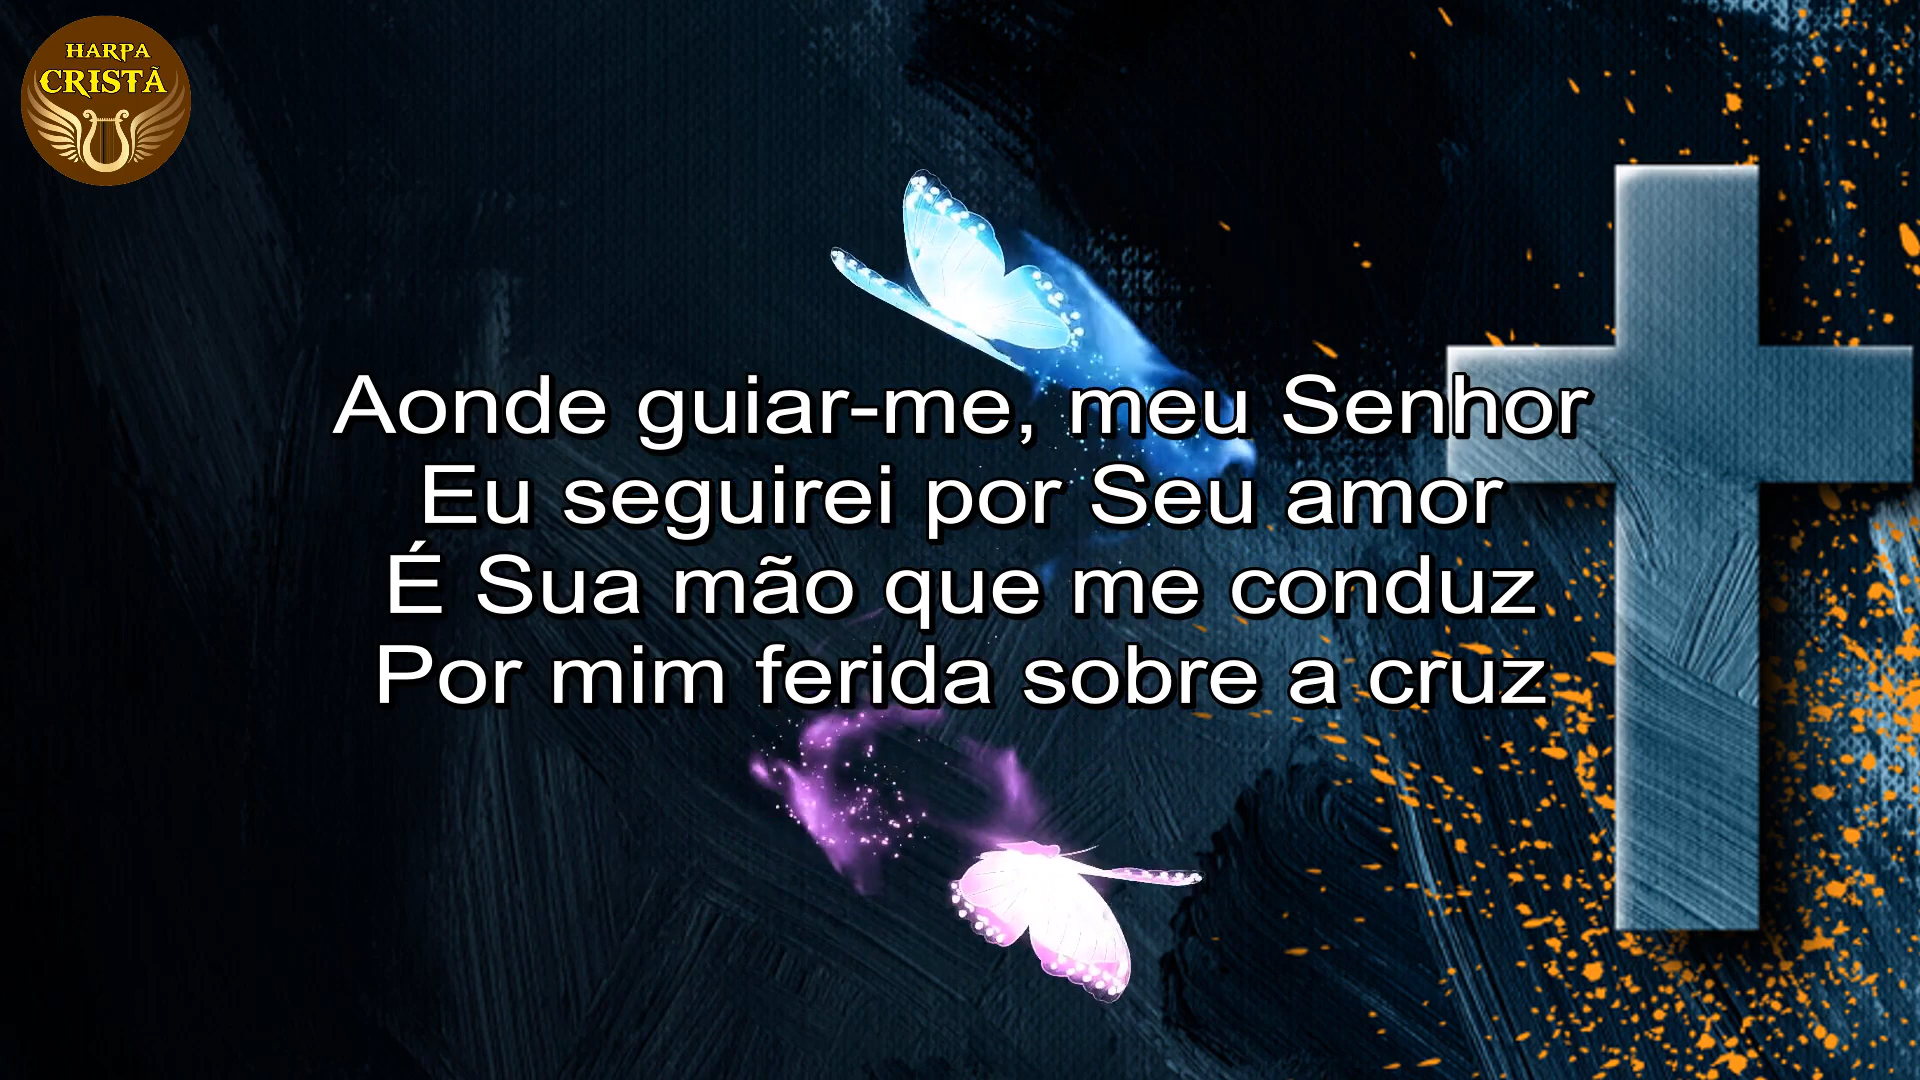 HARPA
CRISTÃ
Aonde guiar-me, meu Senhor
Eu seguirei por Seu amor
É Sua mão que me conduz
Por mim ferida sobre a cruz